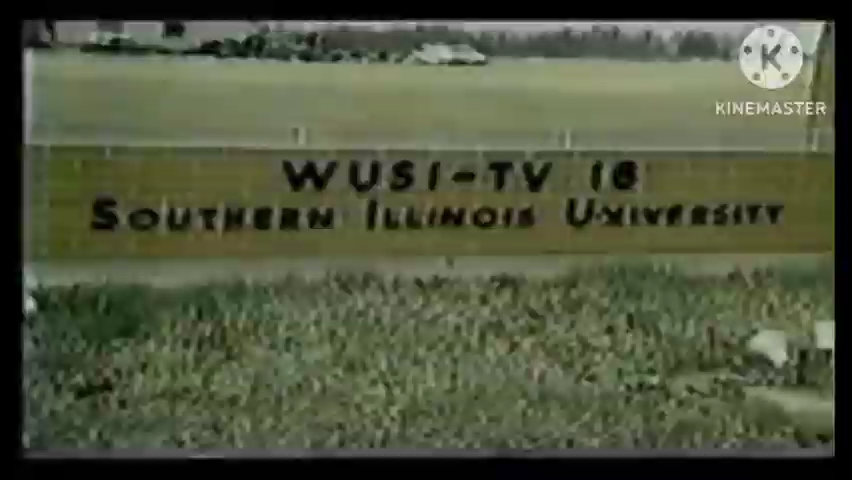 K
KINEMASTER
WUSI-TV 16
SOUTHERN ILLINOIS UNIVERSITY